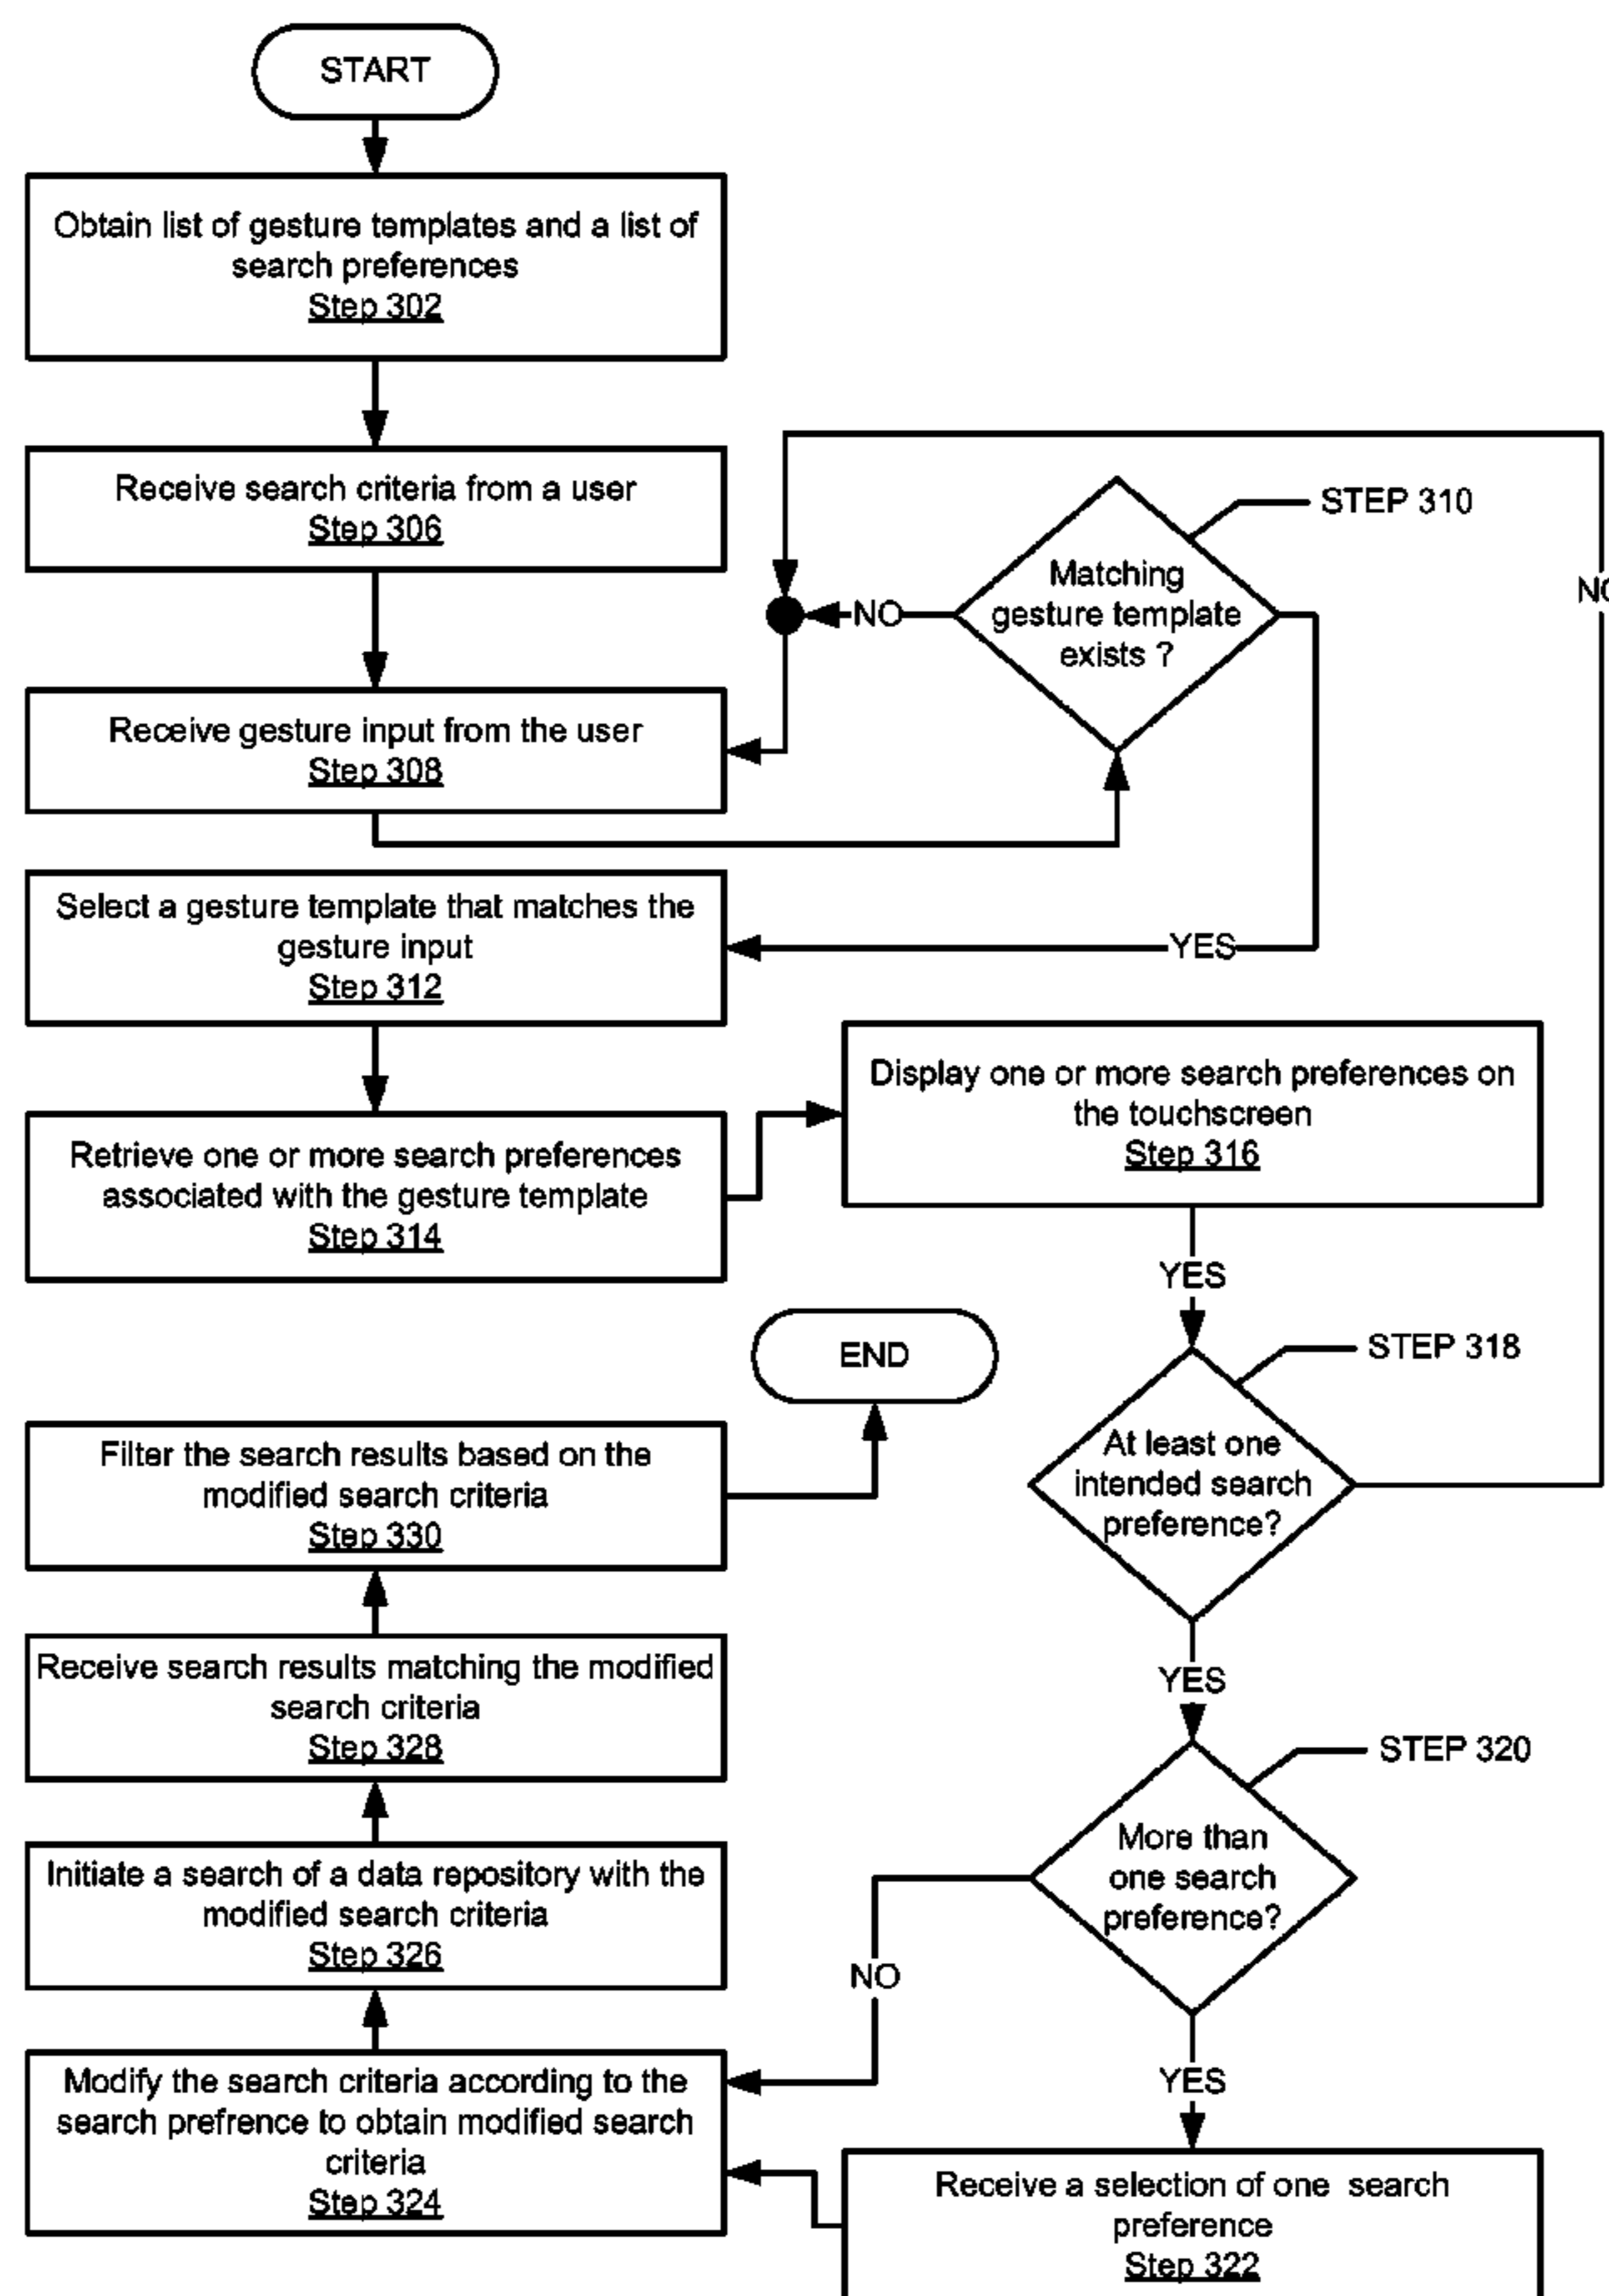 START
Obtain list of gesture templates and a list of
search preferences
Step 302
Receive search criteria from a user
Step 306
Receive gesture input from the user
Step 308
STEP 310
Matching
gesture template
exists ?
NO
NO
YES
Select a gesture template that matches the
gesture input
Step 312
Retrieve one or more search preferences
associated with the gesture template
Step 314
Display one or more search preferences on
the touchscreen
Step 316
YES
STEP 318
At least one
intended search
preference?
YES
STEP 320
More than
one search
preference?
NO
YES
Receive a selection of one search
preference
Step 322
Modify the search criteria according to the
search prefrence to obtain modified search
criteria
Step 324
Initiate a search of a data repository with the
modified search criteria
Step 326
Receive search results matching the modified
search criteria
Step 328
Filter the search results based on the
modified search criteria
Step 330
END